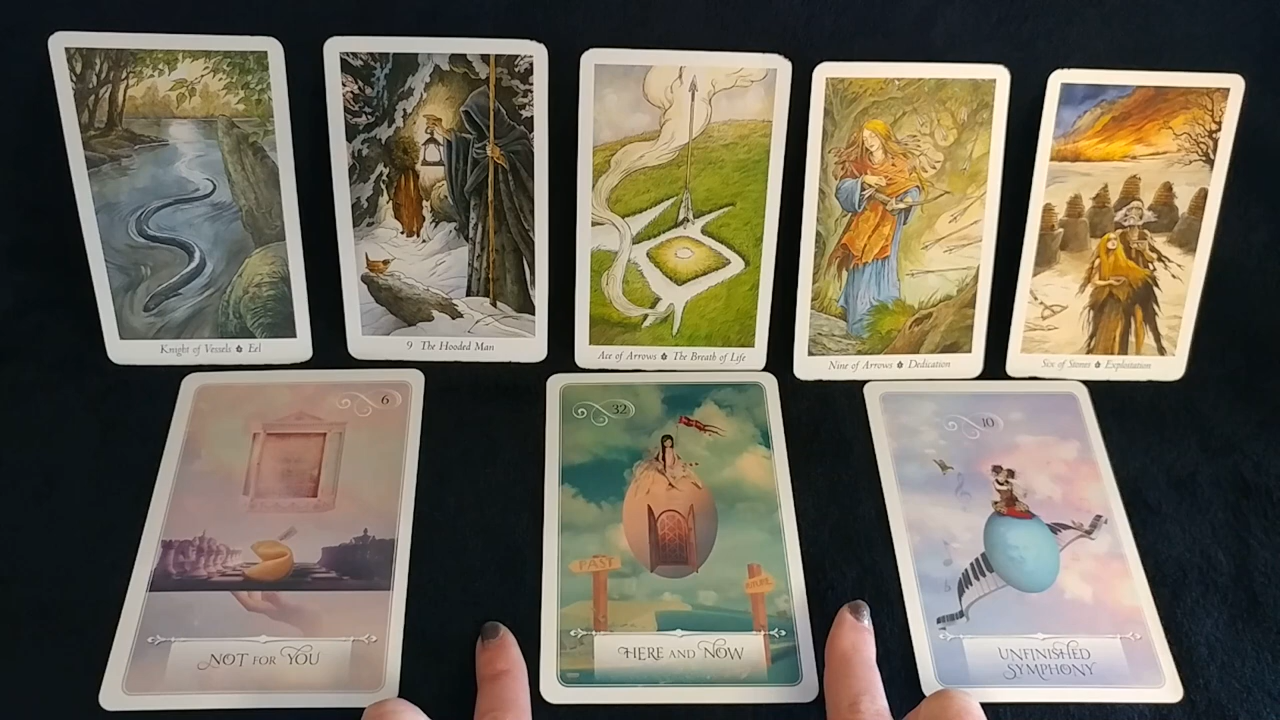 Knight of Vessels Eel
9 The Hooded Man
Ace of Arrows The Breath of Life
Nine of Arrows Dedication
Six of Stones Exploitation
6
NOT FOR YOU
32
PAST
FUTURE
HERE AND NOW
10
UNFINISHED
SYMPHONY